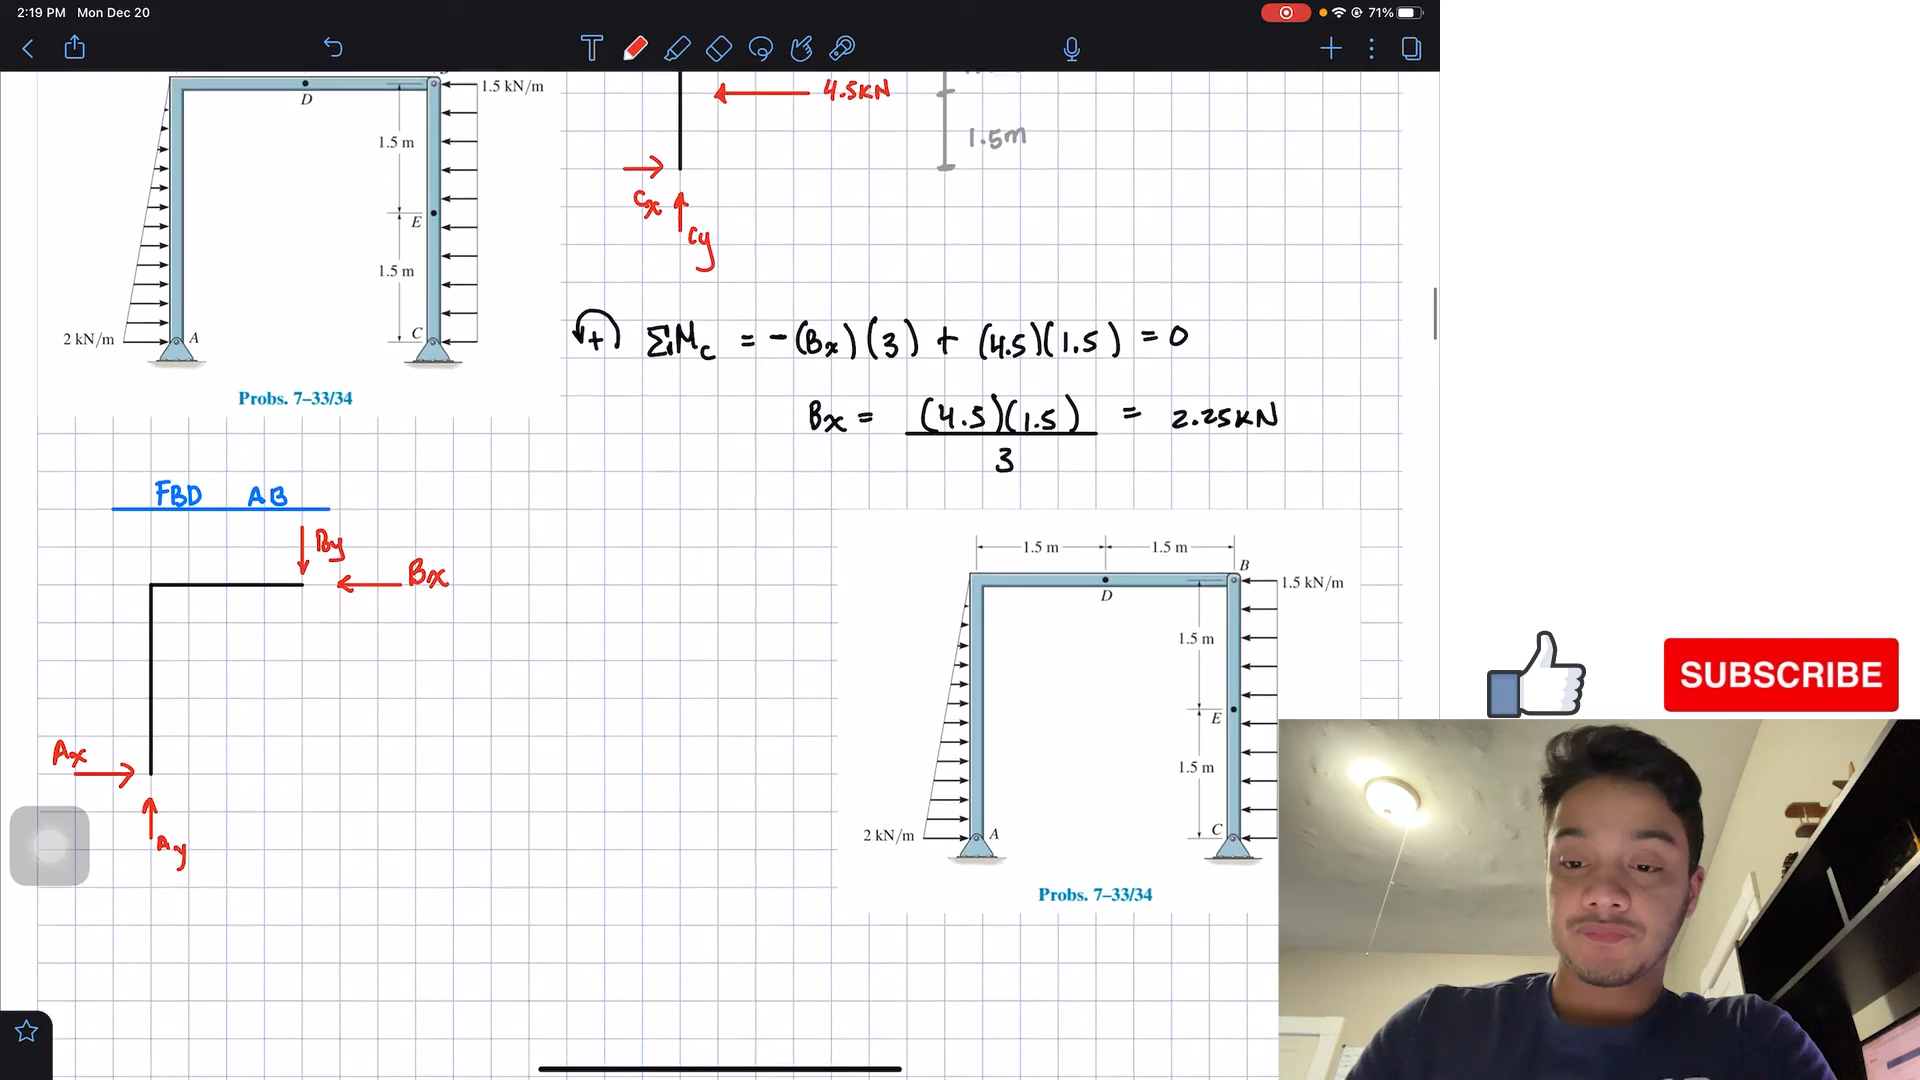 2:19 PM Mon Dec 20
71%
T
D
1.5 kN/m
1.5 m
E
1.5 m
2 kN/m
A
C
Probs. 7–33/34
4.5KN
1.5m
Cx
Cy
+) ΣMc = -(Bx)(3) + (4.5)(1.5) = 0
Bx = (4.5)(1.5) = 2.25KN
3
FBD AB
By
Bx
Ax
Ay
1.5 m 1.5 m
B
D
1.5 kN/m
1.5 m
E
1.5 m
2 kN/m
A
C
Probs. 7–33/34
SUBSCRIBE